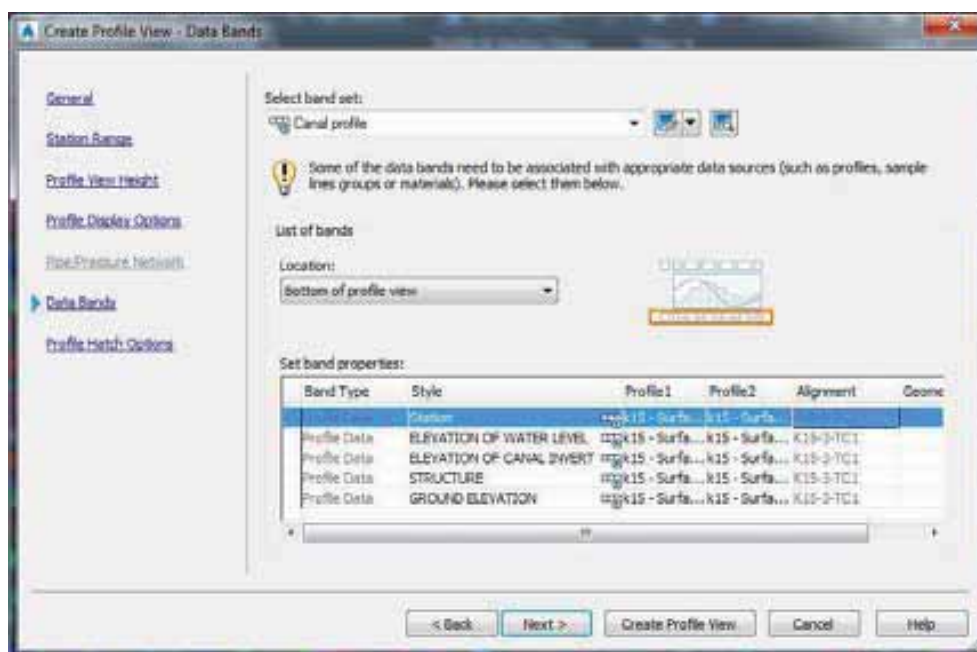 Create Profile View - Data Bands
General
Station Range
Profile View Height
Profile Display Options
Pipe/Pressure Network
Data Bands
Profile Hatch Options
Select band set:
Canal profile
Some of the data bands need to be associated with appropriate data sources (such as profiles, sample
lines groups or materials). Please select them below.
List of bands
Location:
Bottom of profile view
Set band properties:
Band Type Style Profile1 Profile2 Alignment Geome
Station k15 - Surfa... k15 - Surfa...
Profile Data ELEVATION OF WATER LEVEL k15 - Surfa... k15 - Surfa... K15-3-TC1
Profile Data ELEVATION OF CANAL INVERT k15 - Surfa... k15 - Surfa... K15-3-TC1
Profile Data STRUCTURE k15 - Surfa... k15 - Surfa... K15-3-TC1
Profile Data GROUND ELEVATION k15 - Surfa... k15 - Surfa... K15-3-TC1
< Back Next > Create Profile View Cancel Help